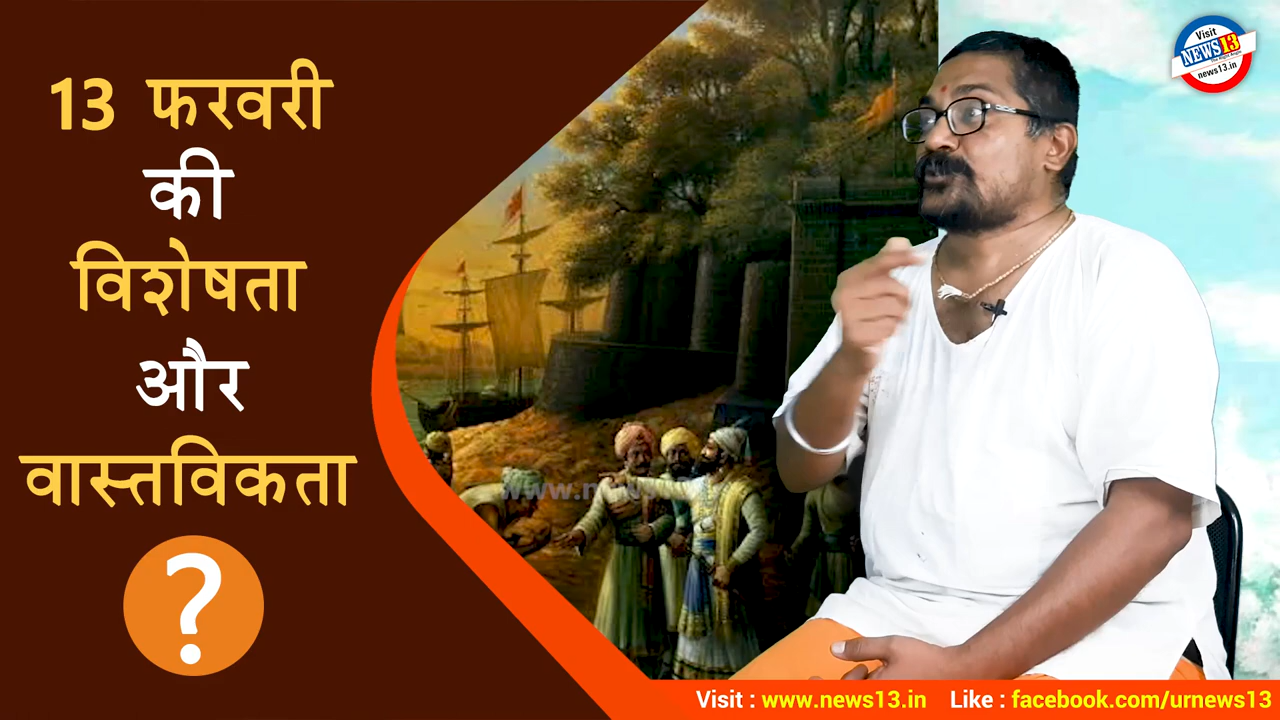 13 फरवरी
की
विशेषता
और
वास्तविकता
?
Visit
NEWS13
news13.in
Visit : www.news13.in Like : facebook.com/urnews13